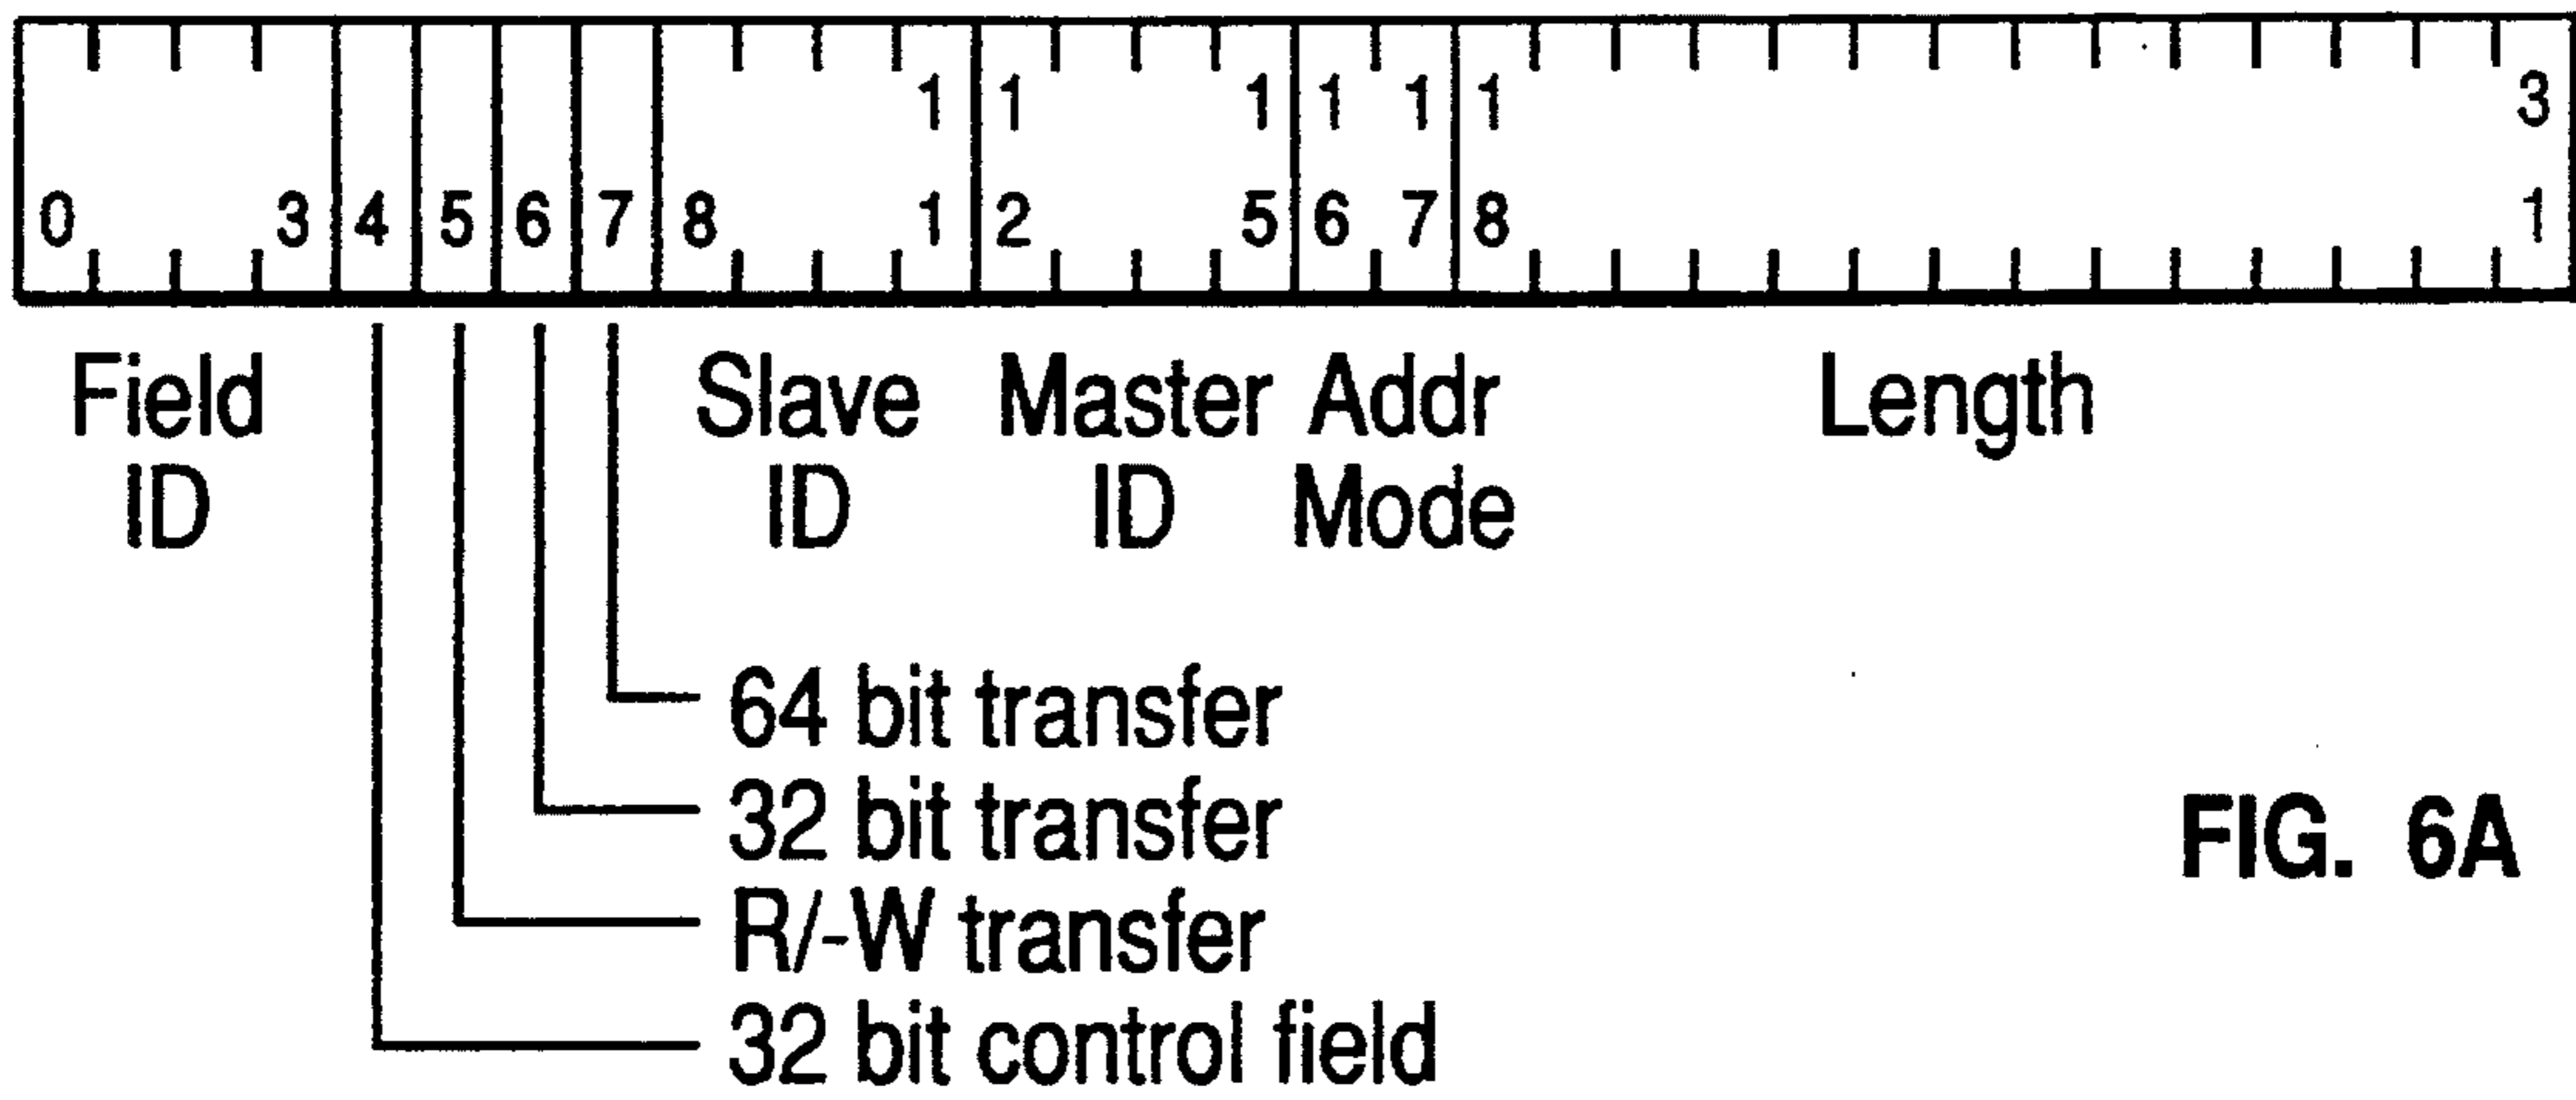 1 1 1 1 1 1 3
0 3 4 5 6 7 8 1 2 5 6 7 8 1
Field Slave Master Addr Length
ID ID ID Mode
64 bit transfer
32 bit transfer
R/-W transfer
32 bit control field
FIG. 6A